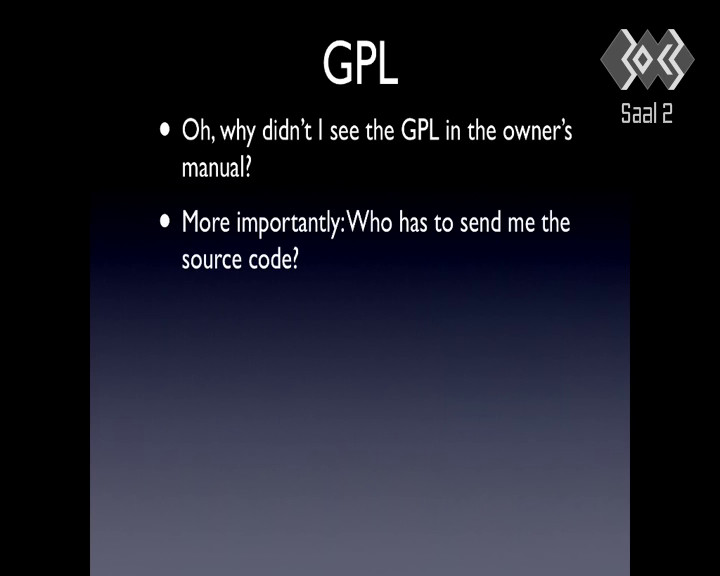 GPL
Saal 2
• Oh, why didn't I see the GPL in the owner's
manual?
• More importantly: Who has to send me the
source code?